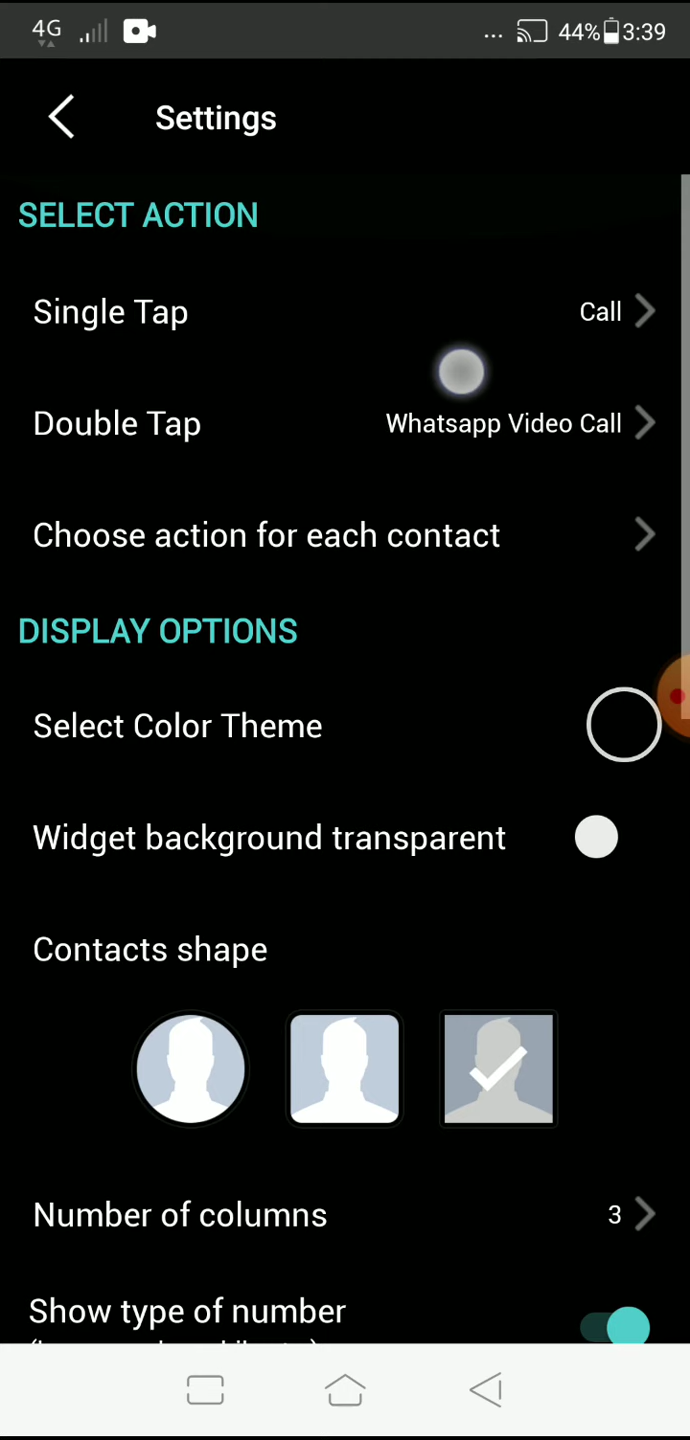 4G ... 44% 3:39
Settings
SELECT ACTION
Single Tap Call
Double Tap Whatsapp Video Call
Choose action for each contact
DISPLAY OPTIONS
Select Color Theme
Widget background transparent
Contacts shape
Number of columns 3
Show type of number